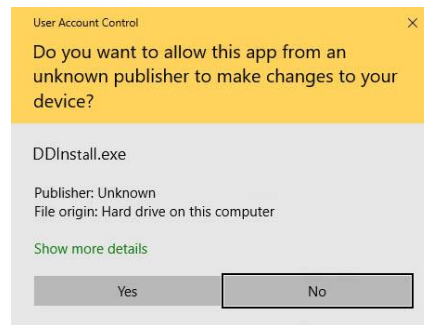 User Account Control
Do you want to allow this app from an
unknown publisher to make changes to your
device?
DDInstall.exe
Publisher: Unknown
File origin: Hard drive on this computer
Show more details
Yes
No